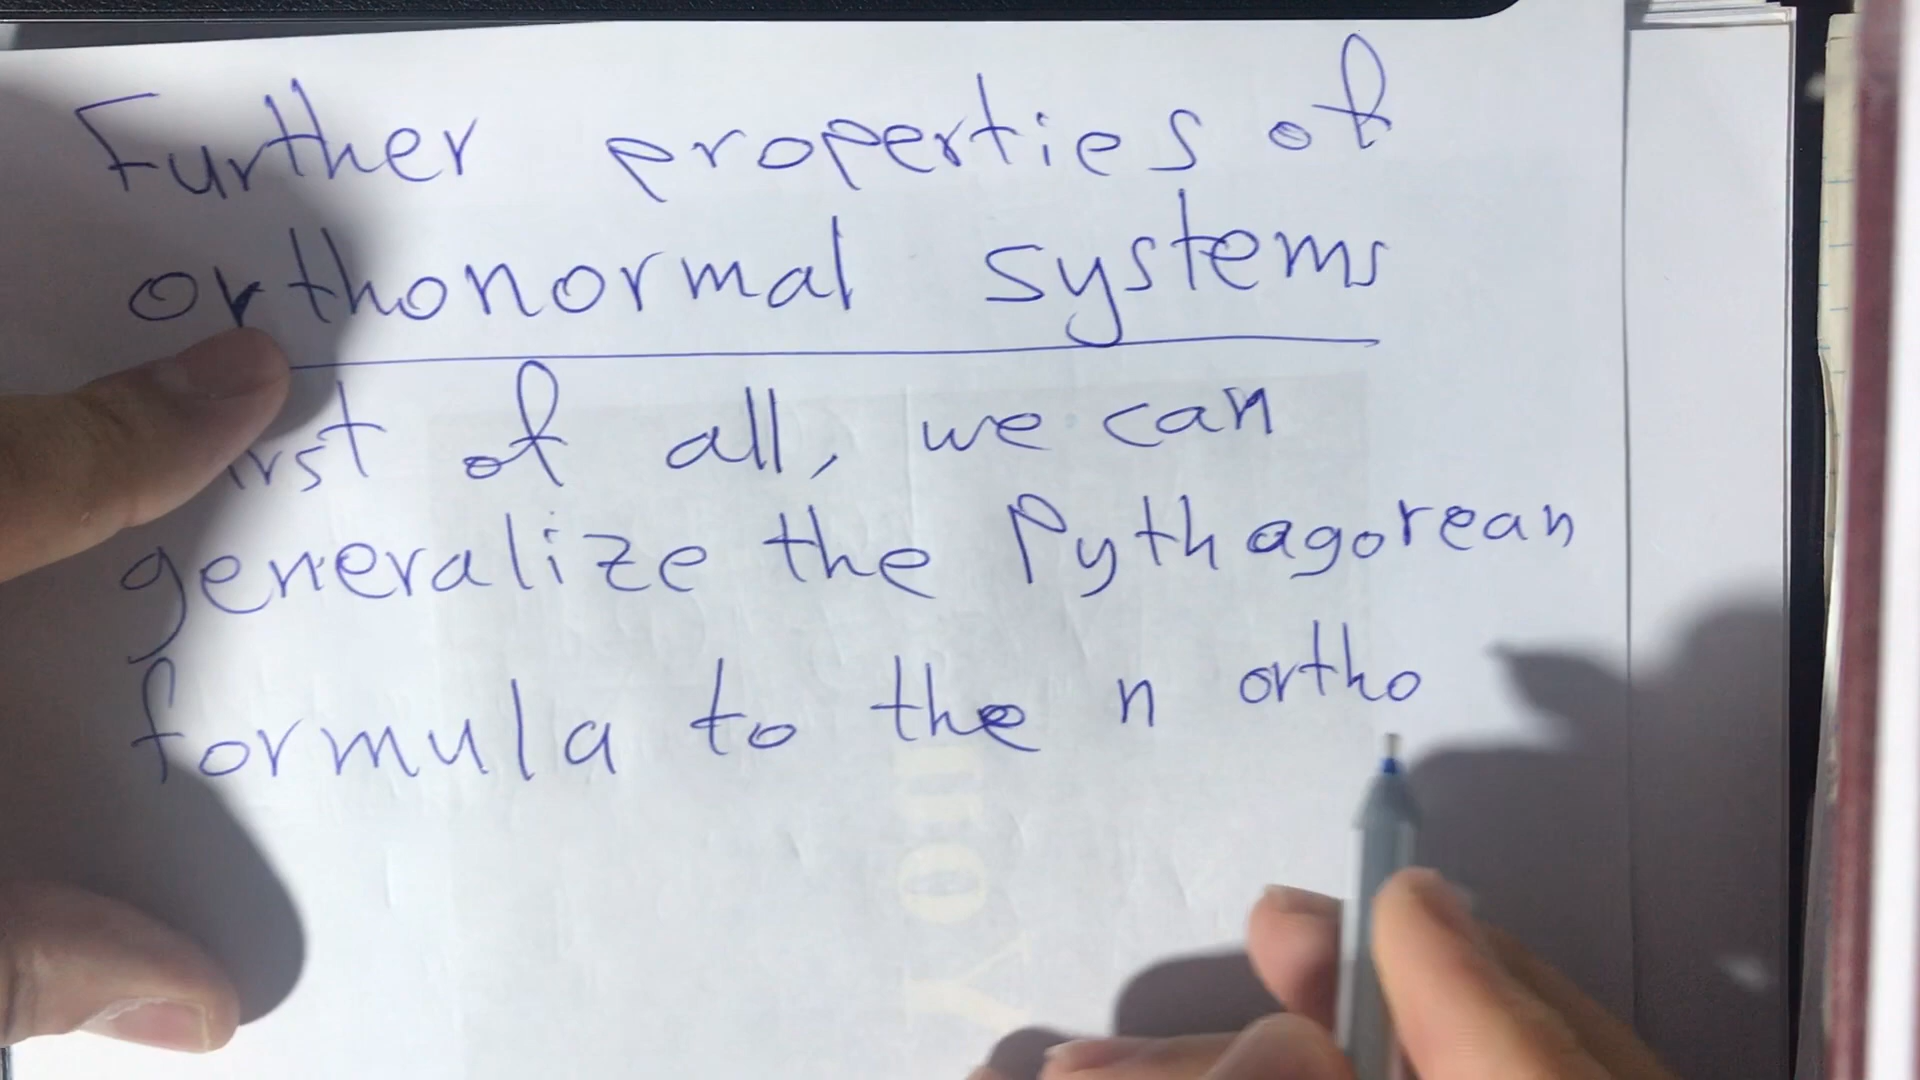 Further properties of
orthonormal systems
of all, we can
generalize the Pythagorean
formula to the n ortho